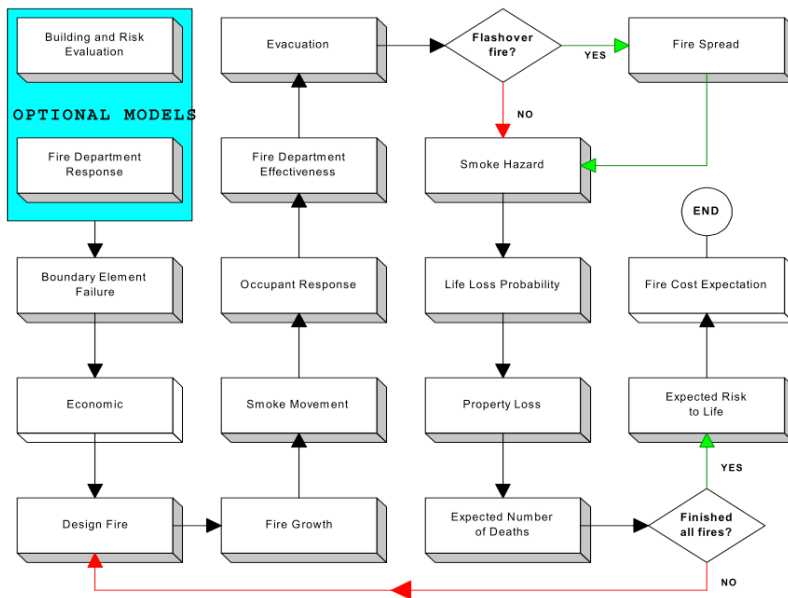 Building and Risk
Evaluation
OPTIONAL MODELS
Fire Department
Response
Boundary Element
Failure
Economic
Design Fire
Fire Growth
Smoke Movement
Occupant Response
Fire Department
Effectiveness
Evacuation
Flashover
fire?
YES
Fire Spread
NO
Smoke Hazard
Life Loss Probability
Property Loss
Expected Number
of Deaths
Finished
all fires?
NO
YES
Expected Risk
to Life
Fire Cost Expectation
END